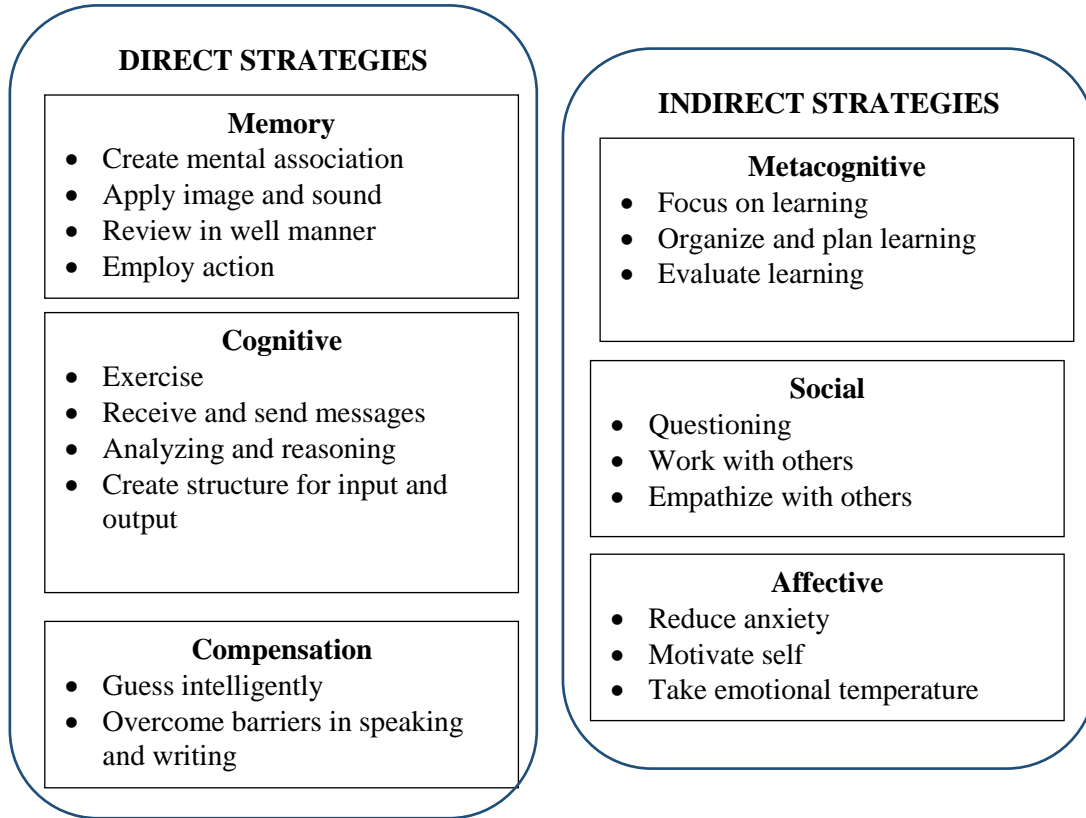 DIRECT STRATEGIES
Memory
• Create mental association
• Apply image and sound
• Review in well manner
• Employ action
Cognitive
• Exercise
• Receive and send messages
• Analyzing and reasoning
• Create structure for input and
output
Compensation
• Guess intelligently
• Overcome barriers in speaking
and writing
INDIRECT STRATEGIES
Metacognitive
• Focus on learning
• Organize and plan learning
• Evaluate learning
Social
• Questioning
• Work with others
• Empathize with others
Affective
• Reduce anxiety
• Motivate self
• Take emotional temperature